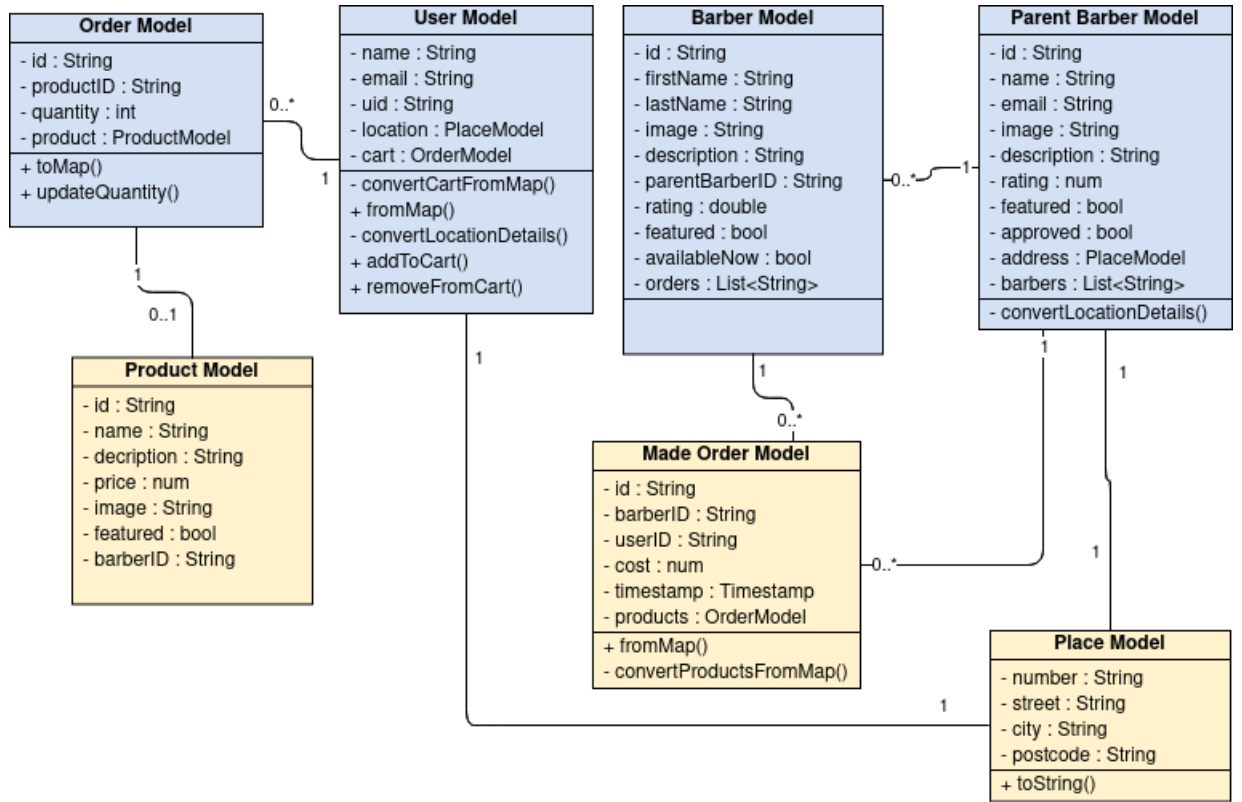 Order Model
- id : String
- productID : String
- quantity : int
- product : ProductModel
+ toMap()
+ updateQuantity()
0..*
1
User Model
- name : String
- email : String
- uid : String
- location : PlaceModel
- cart : OrderModel
- convertCartFromMap()
+ fromMap()
- convertLocationDetails()
+ addToCart()
+ removeFromCart()
Barber Model
- id : String
- firstName : String
- lastName : String
- image : String
- description : String
- parentBarberID : String
- rating : double
- featured : bool
- availableNow : bool
- orders : List<String>
0..*
1
Parent Barber Model
- id : String
- name : String
- email : String
- image : String
- description : String
- rating : num
- featured : bool
- approved : bool
- address : PlaceModel
- barbers : List<String>
- convertLocationDetails()
1
0..1
Product Model
- id : String
- name : String
- decription : String
- price : num
- image : String
- featured : bool
- barberID : String
1
1
0..*
Made Order Model
- id : String
- barberID : String
- userID : String
- cost : num
- timestamp : Timestamp
- products : OrderModel
+ fromMap()
- convertProductsFromMap()
1
0..*
1
1
1
Place Model
- number : String
- street : String
- city : String
- postcode : String
+ toString()